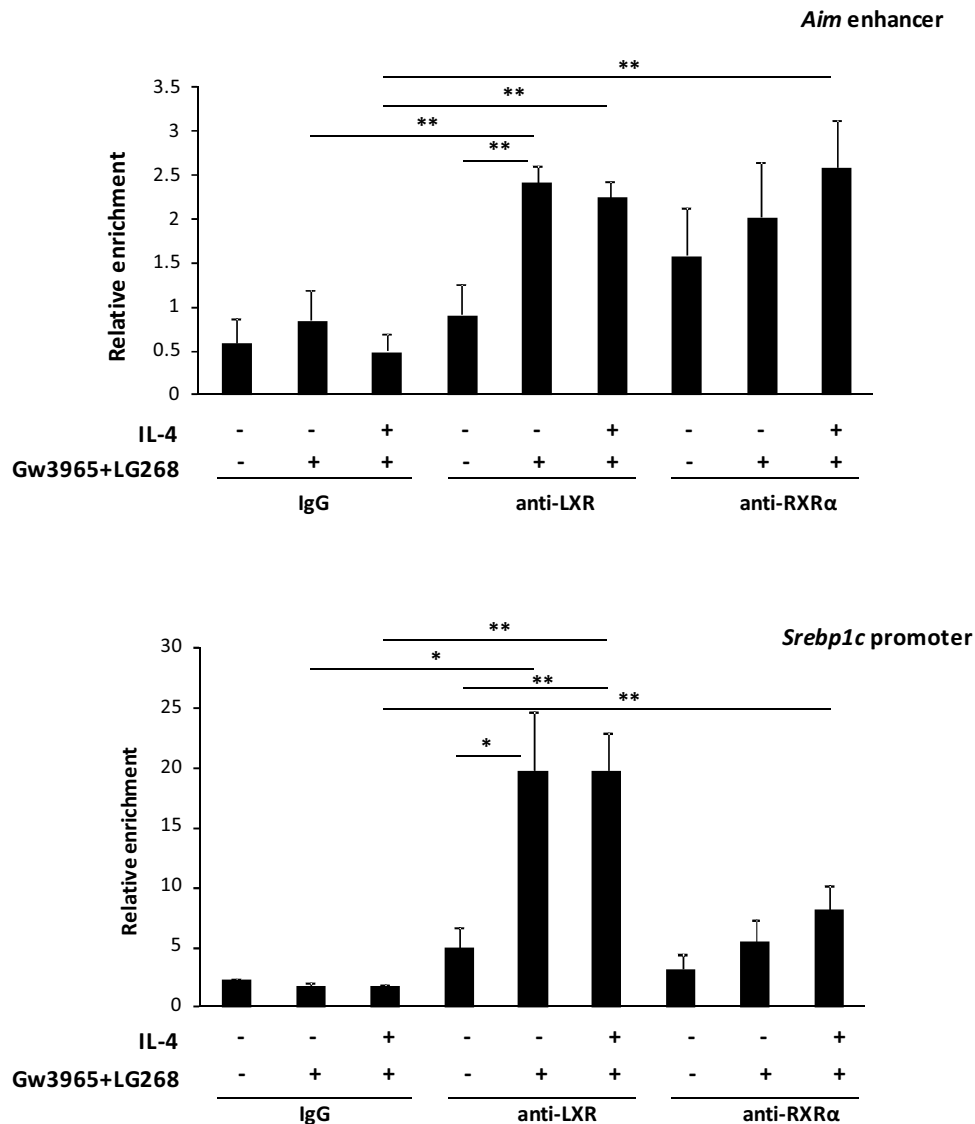 Aim enhancer
**
**
**
**
Relative enrichment
3.5
3
2.5
2
1.5
1
0.5
0
IL-4 - - + - - + - - +
Gw3965+LG268 - + + - + + - + +
IgG anti-LXR anti-RXRα
Srebp1c promoter
**
*
**
**
*
Relative enrichment
30
25
20
15
10
5
0
IL-4 - - + - - + - - +
Gw3965+LG268 - + + - + + - + +
IgG anti-LXR anti-RXRα